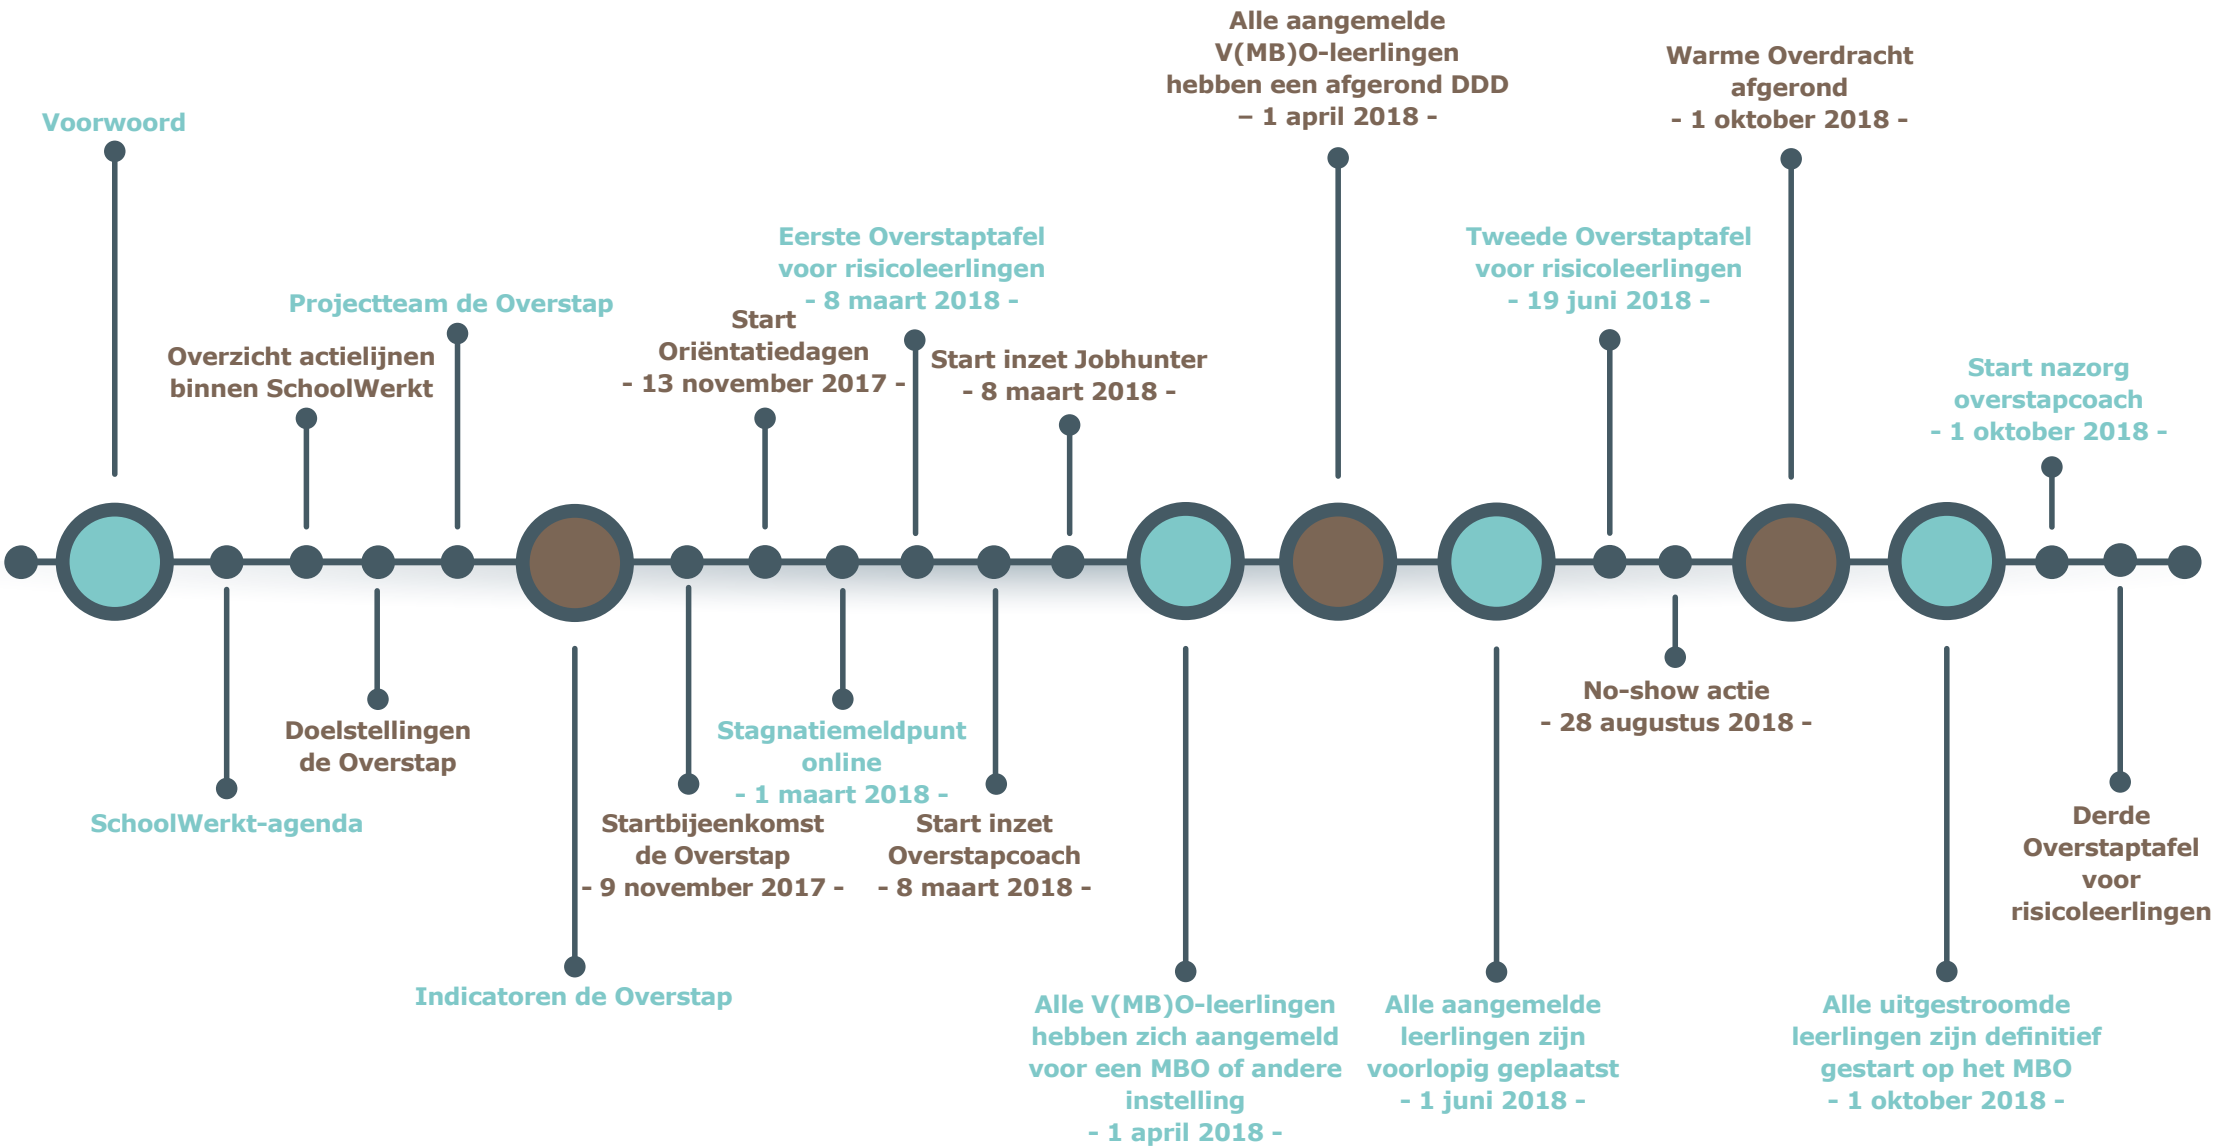 Voorwoord
SchoolWerkt-agenda
Overzicht actielijnen
binnen SchoolWerkt
Doelstellingen
de Overstap
Projectteam de Overstap
Indicatoren de Overstap
Startbijeenkomst
de Overstap
- 9 november 2017 -
Start
Oriëntatiedagen
- 13 november 2017 -
Stagnatiemeldpunt
online
- 1 maart 2018 -
Eerste Overstaptafel
voor risicoleerlingen
- 8 maart 2018 -
Start inzet
Overstapcoach
- 8 maart 2018 -
Start inzet Jobhunter
- 8 maart 2018 -
Alle V(MB)O-leerlingen
hebben zich aangemeld
voor een MBO of andere
instelling
- 1 april 2018 -
Alle aangemelde
V(MB)O-leerlingen
hebben een afgerond DDD
– 1 april 2018 -
Alle aangemelde
leerlingen zijn
voorlopig geplaatst
- 1 juni 2018 -
Tweede Overstaptafel
voor risicoleerlingen
- 19 juni 2018 -
No-show actie
- 28 augustus 2018 -
Warme Overdracht
afgerond
- 1 oktober 2018 -
Alle uitgestroomde
leerlingen zijn definitief
gestart op het MBO
- 1 oktober 2018 -
Start nazorg
overstapcoach
- 1 oktober 2018 -
Derde
Overstaptafel
voor
risicoleerlingen